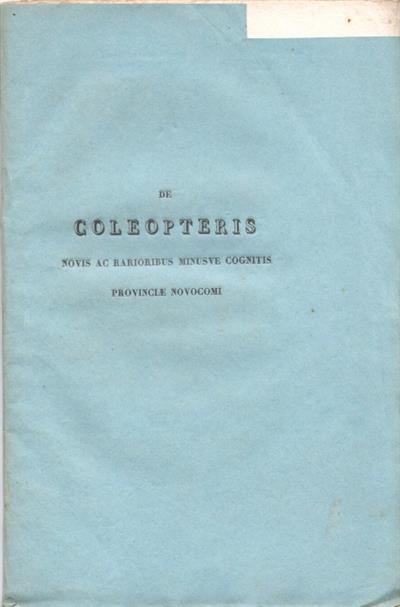 DE
COLEOPTERIS
NOVIS AC RARIORIBUS MINUSVE COGNITIS
PROVINCIÆ NOVOCOMI